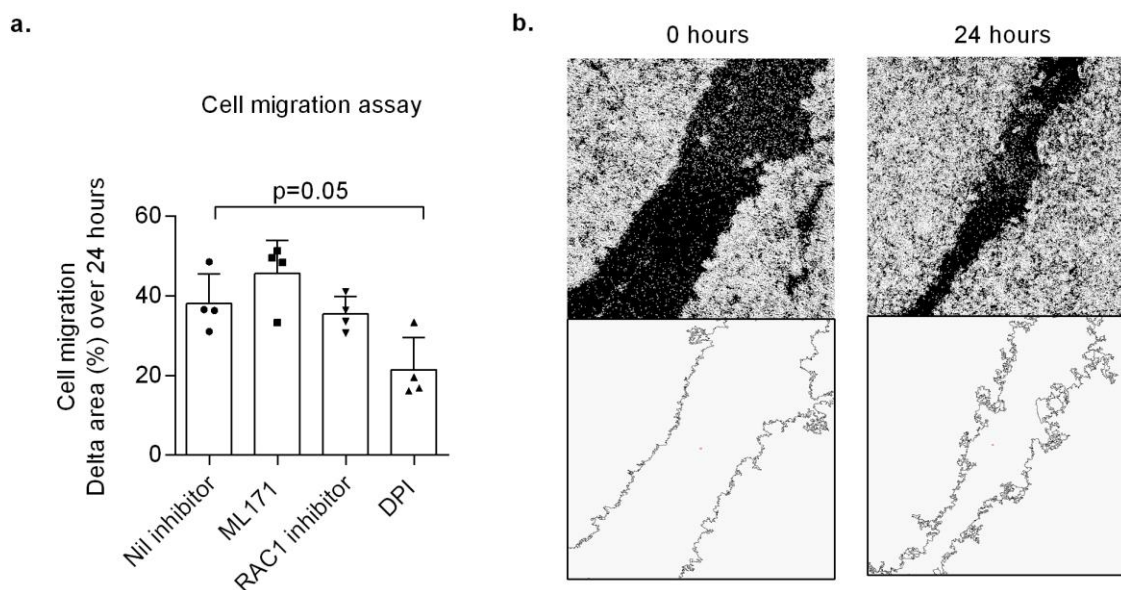 a.
Cell migration assay
Cell migration
Delta area (%) over 24 hours
60
40
20
0
p=0.05
Nil inhibitor
ML171
RAC1 inhibitor
DPI
b.
0 hours
24 hours